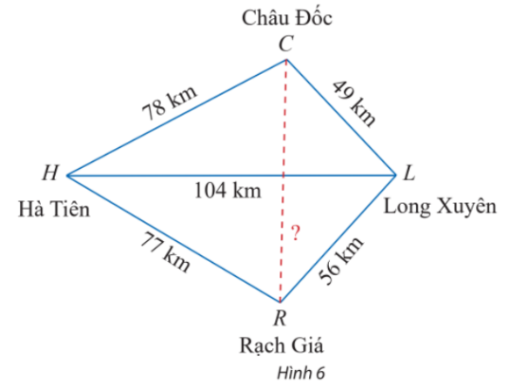 Châu Đốc
C
78 km
49 km
H
L
104 km
Hà Tiên
Long Xuyên
?
77 km
56 km
R
Rạch Giá
Hình 6